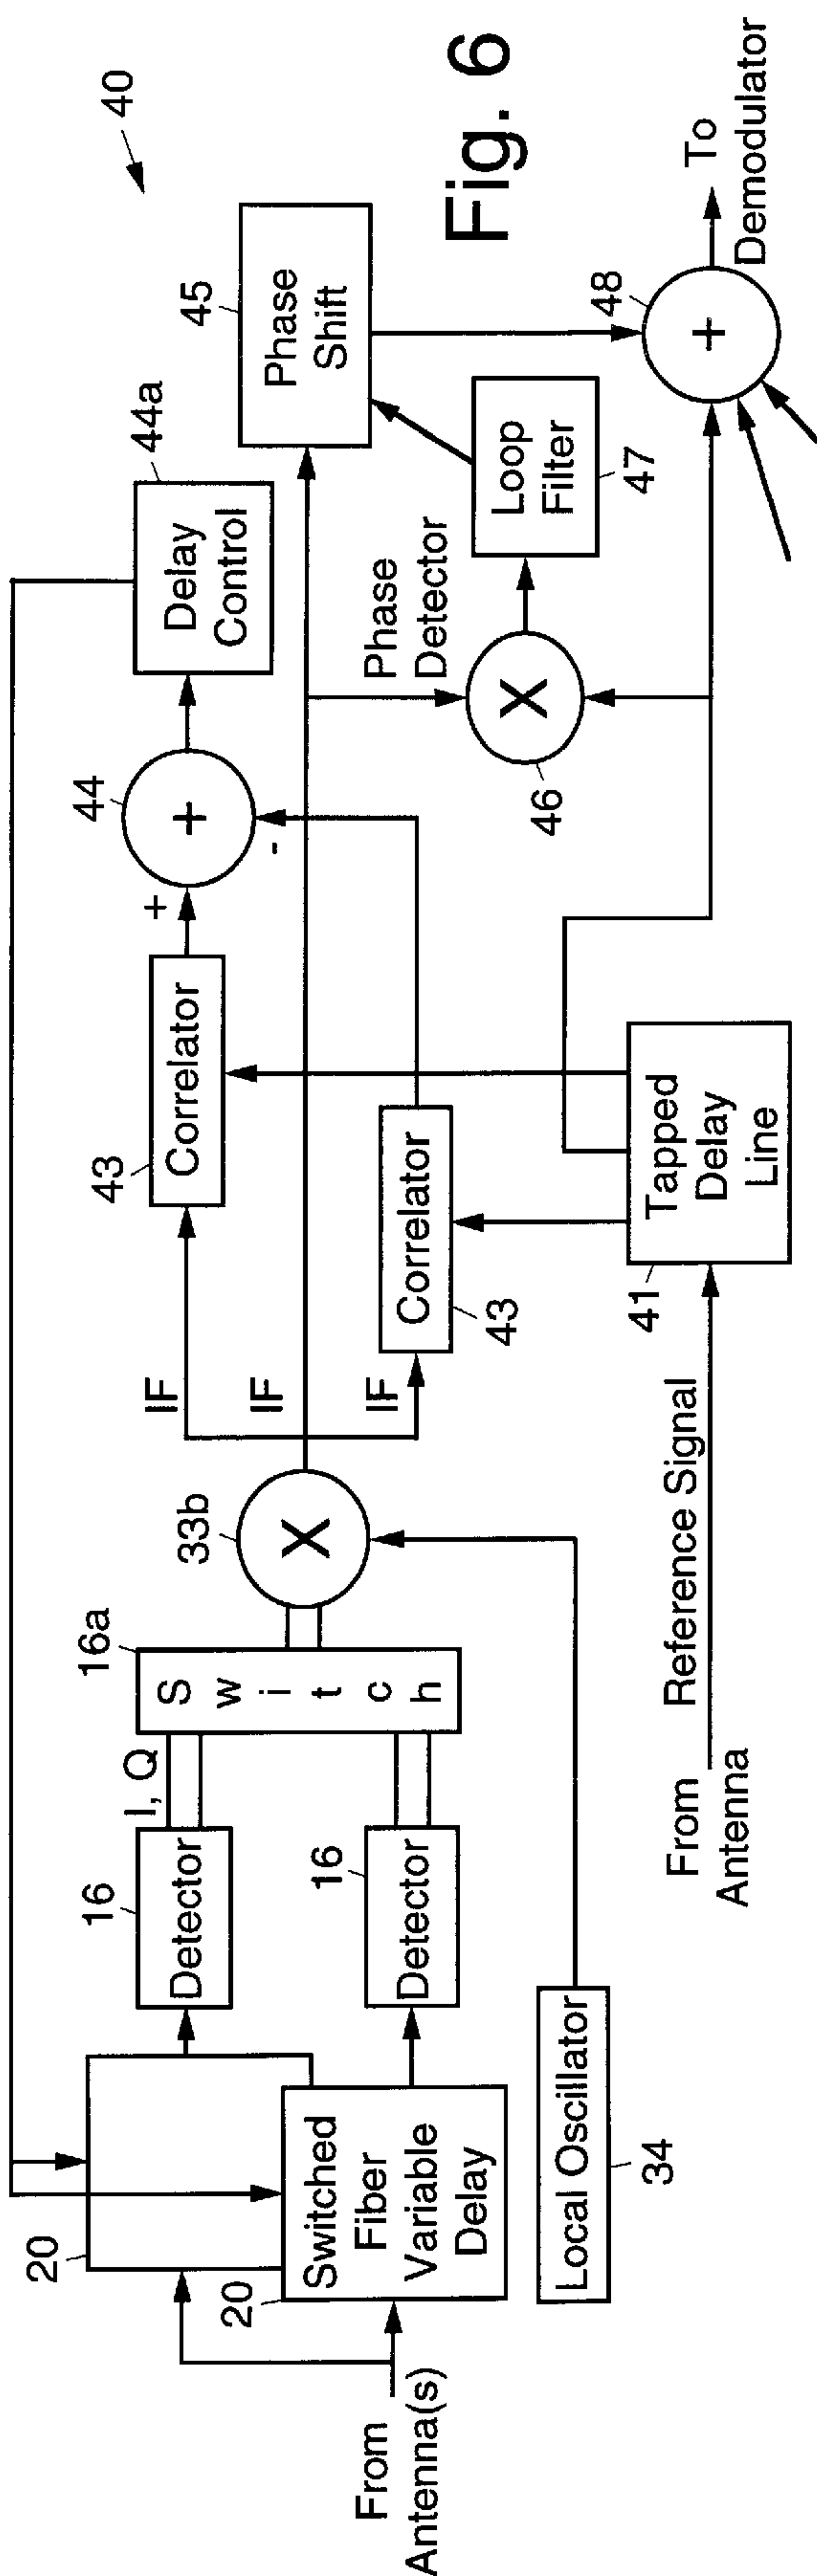 40
Fig. 6
44a
Delay
Control
45
Phase
Shift
44
+
+
-
43
Correlator
IF
IF
IF
Correlator
43
Phase
Detector
X
46
Loop
Filter
47
48
+
To
Demodulator
33b
X
16a
S
w
i
t
c
h
I, Q
16
Detector
16
Detector
20
20
Switched
Fiber
Variable
Delay
From
Antenna(s)
Local Oscillator
34
Tapped
Delay
Line
41
Reference Signal
From
Antenna